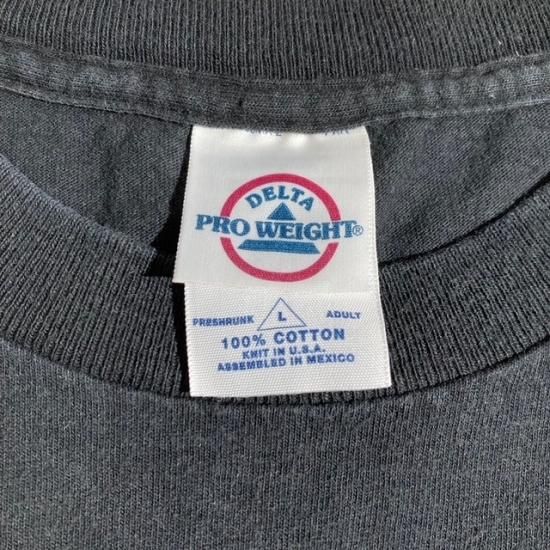 DELTA
PRO WEIGHT®
PRESHRUNK L ADULT
100% COTTON
KNIT IN U.S.A.
ASSEMBLED IN MEXICO